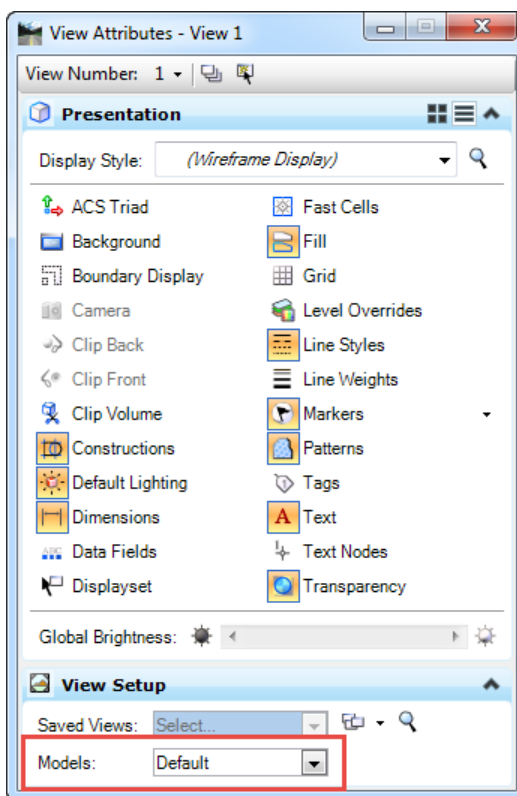 View Attributes - View 1
View Number: 1
Presentation
Display Style: (Wireframe Display)
ACS Triad Fast Cells
Background Fill
Boundary Display Grid
Camera Level Overrides
Clip Back Line Styles
Clip Front Line Weights
Clip Volume Markers
Constructions Patterns
Default Lighting Tags
Dimensions A Text
ABC Data Fields Text Nodes
Displayset Transparency
Global Brightness:
View Setup
Saved Views: Select...
Models: Default